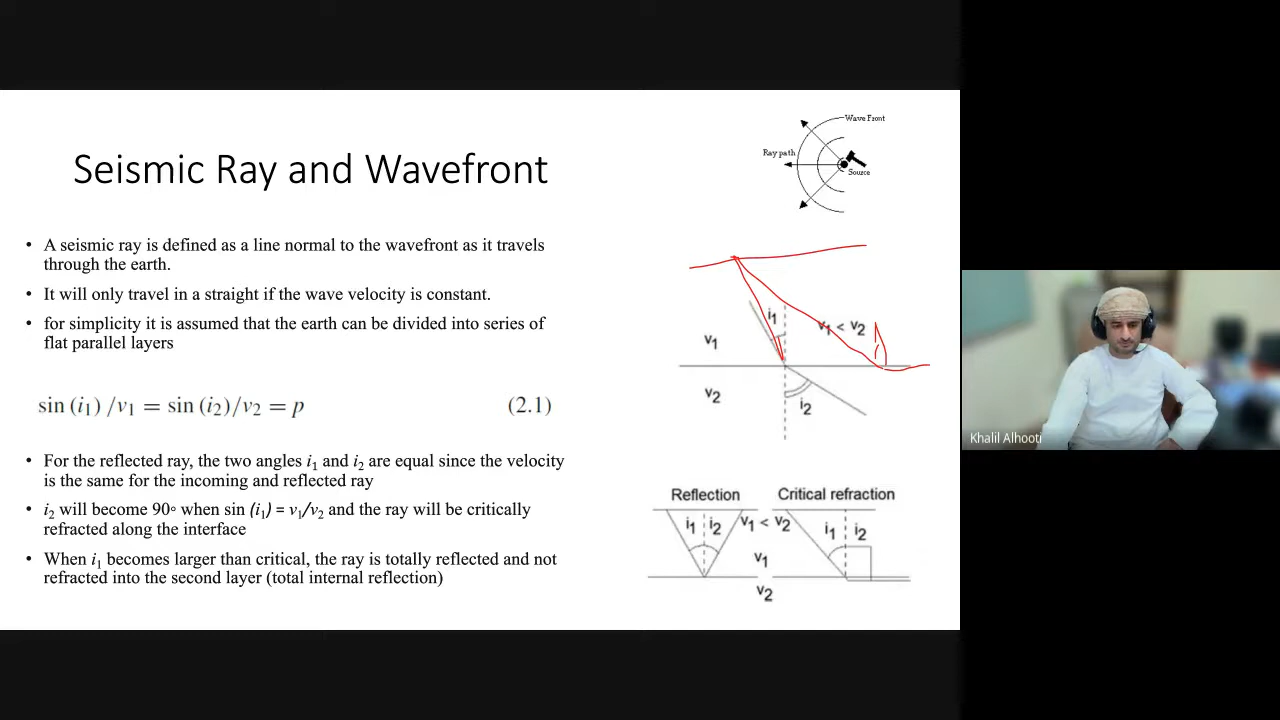 Seismic Ray and Wavefront
• A seismic ray is defined as a line normal to the wavefront as it travels
through the earth.
• It will only travel in a straight if the wave velocity is constant.
• for simplicity it is assumed that the earth can be divided into series of
flat parallel layers
sin (i₁) /v₁ = sin (i₂)/v₂ = p (2.1)
• For the reflected ray, the two angles i₁ and i₂ are equal since the velocity
is the same for the incoming and reflected ray
• i₂ will become 90◦ when sin (i₁) = v₁/v₂ and the ray will be critically
refracted along the interface
• When i₁ becomes larger than critical, the ray is totally reflected and not
refracted into the second layer (total internal reflection)
Wave Front
Ray path
Source
i₁
v₁ v₁ < v₂
v₂ i₂
Reflection Critical refraction
i₁ i₂ v₁ < v₂ i₁ i₂
v₁
v₂
Khalil Alhooti